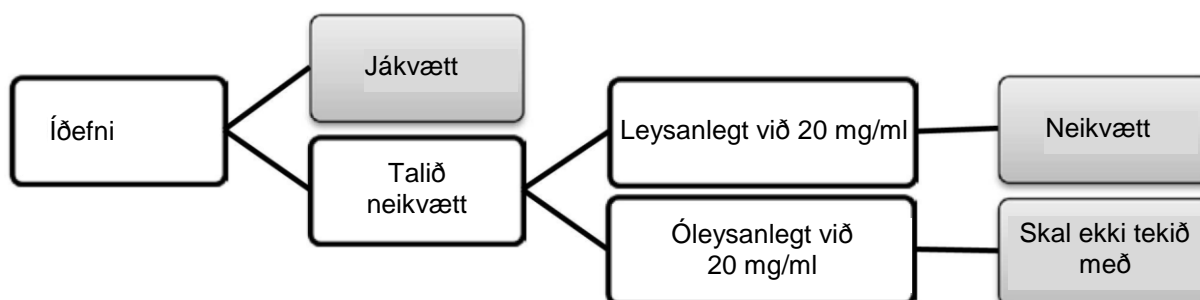 Íðefni
Jákvætt
Talið
neikvætt
Leysanlegt við 20 mg/ml
Óleysanlegt við
20 mg/ml
Neikvætt
Skal ekki tekið
með